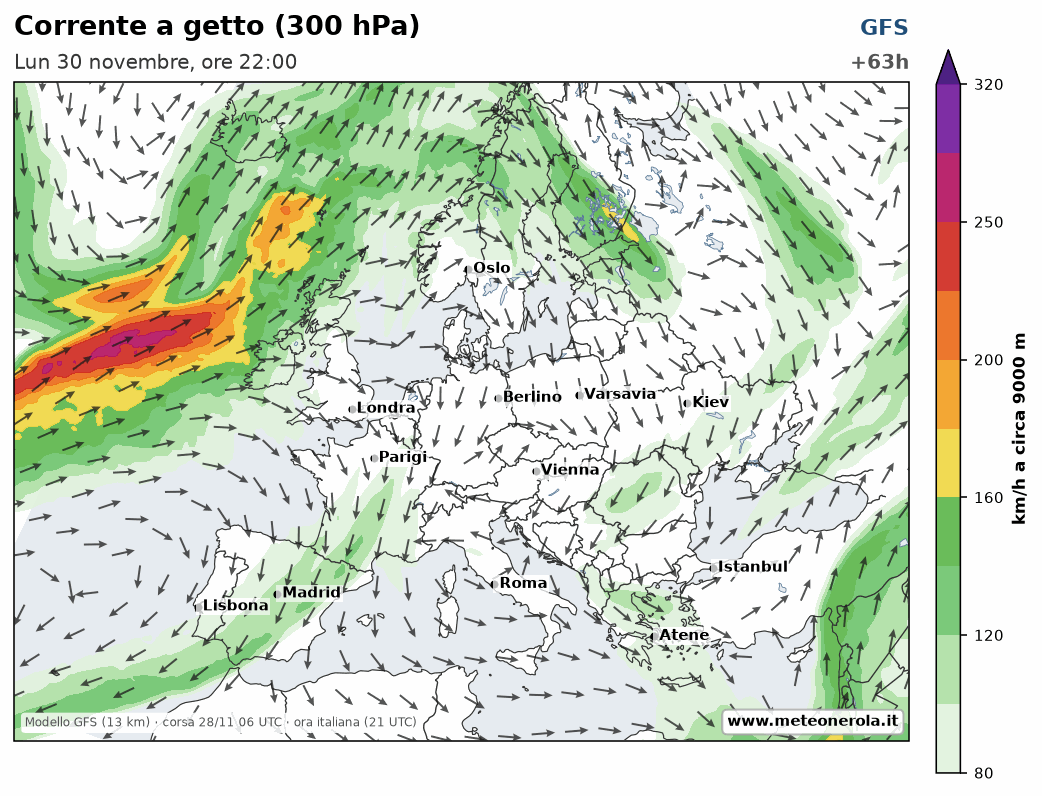 Corrente a getto (300 hPa)
GFS
Lun 30 novembre, ore 22:00
+63h
320
250
200
160
120
80
km/h a circa 9000 m
Oslo
Londra
Berlino
Varsavia
Kiev
Parigi
Vienna
Istanbul
Roma
Madrid
Lisbona
Atene
Modello GFS (13 km) · corsa 28/11 06 UTC · ora italiana (21 UTC)
www.meteonerola.it